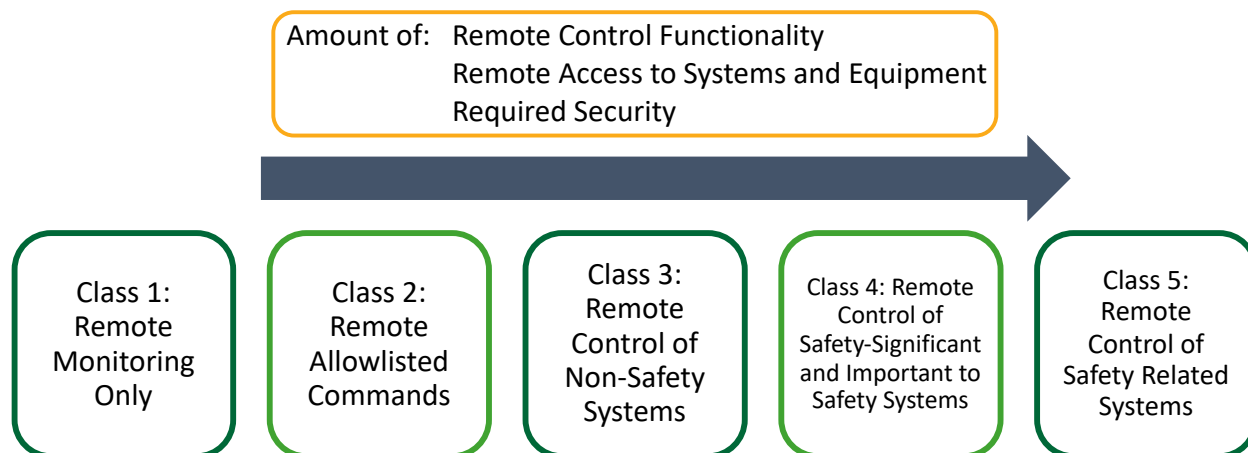 Amount of: Remote Control Functionality
Remote Access to Systems and Equipment
Required Security
Class 1:
Remote
Monitoring
Only
Class 2:
Remote
Allowlisted
Commands
Class 3:
Remote
Control of
Non-Safety
Systems
Class 4: Remote
Control of
Safety-Significant
and Important to
Safety Systems
Class 5:
Remote
Control of
Safety Related
Systems